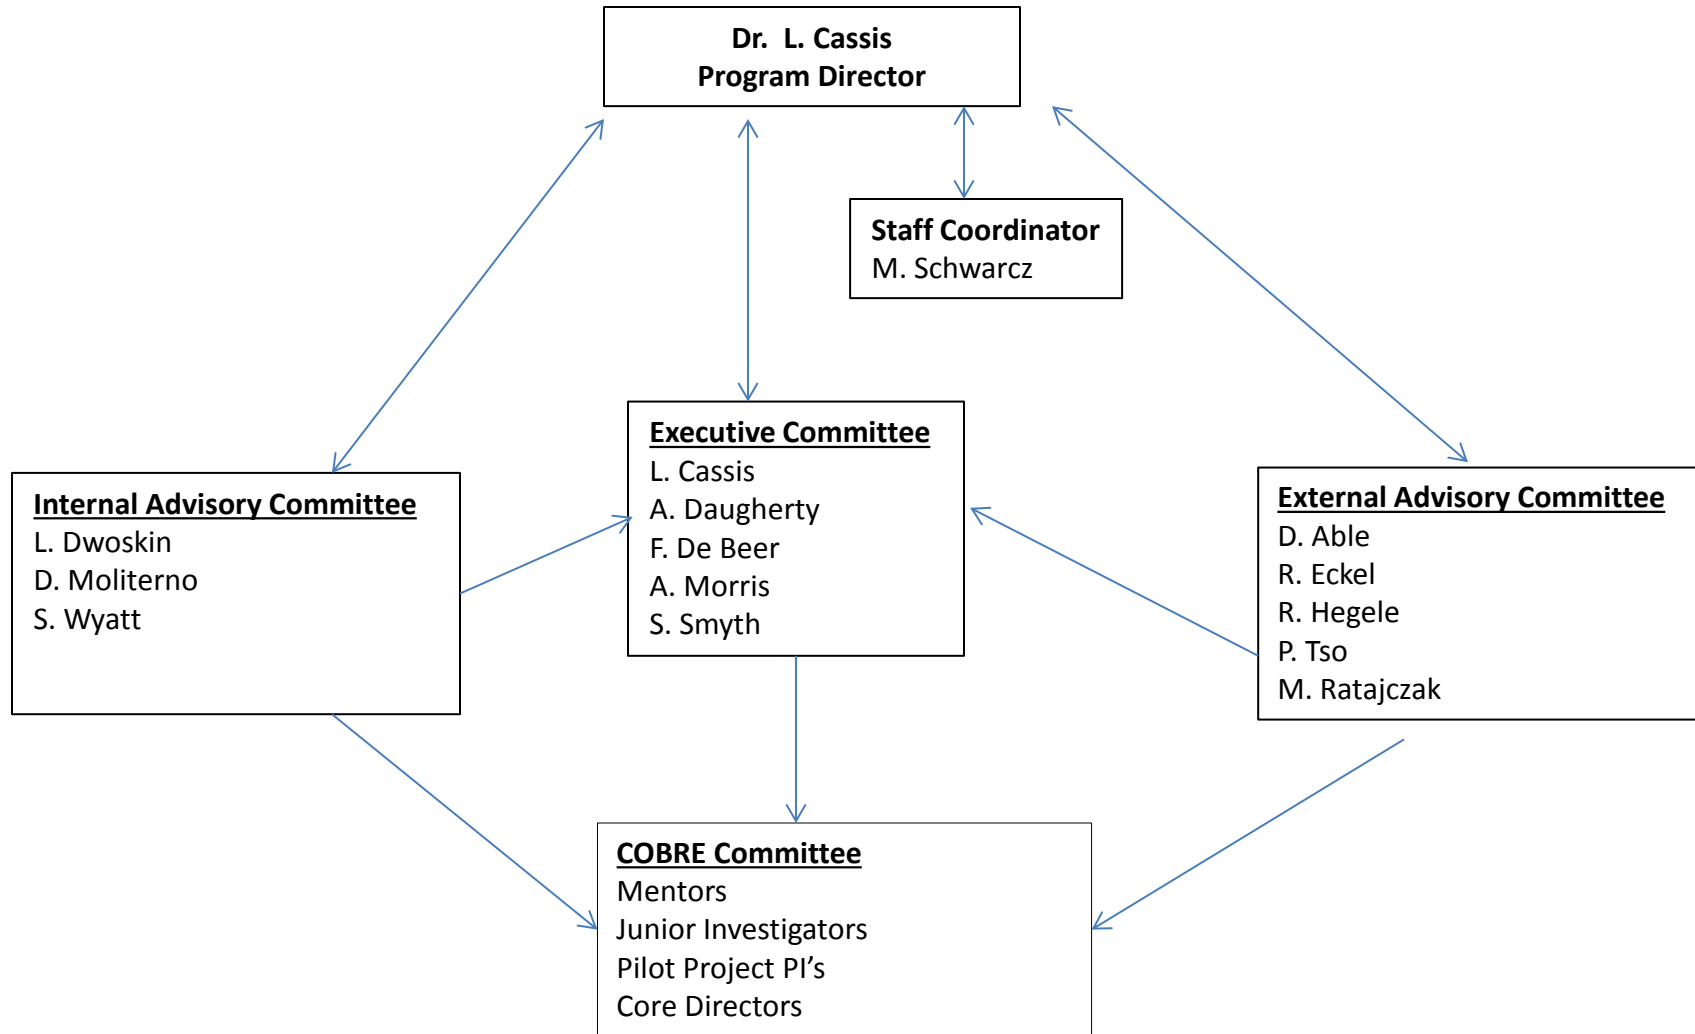 Dr. L. Cassis
Program Director
Staff Coordinator
M. Schwarcz
Executive Committee
L. Cassis
A. Daugherty
F. De Beer
A. Morris
S. Smyth
Internal Advisory Committee
L. Dwoskin
D. Moliterno
S. Wyatt
External Advisory Committee
D. Able
R. Eckel
R. Hegele
P. Tso
M. Ratajczak
COBRE Committee
Mentors
Junior Investigators
Pilot Project PI’s
Core Directors